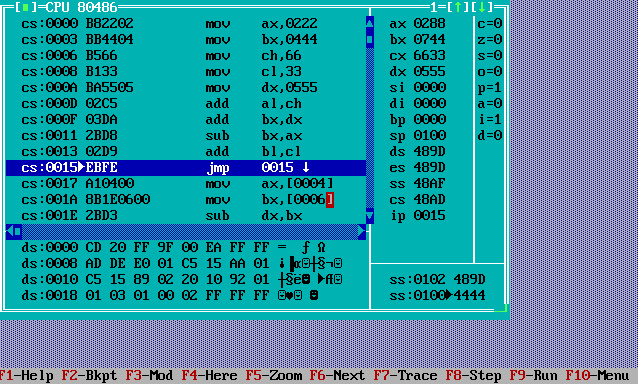 [■]=CPU 80486 1=[↑][↓]
cs:0000 B82202 mov ax,0222 ax 0288 c=0
cs:0003 BB4404 mov bx,0444 bx 0744 z=0
cs:0006 B566 mov ch,66 cx 6633 s=0
cs:0008 B133 mov cl,33 dx 0555 o=0
cs:000A BA5505 mov dx,0555 si 0000 p=1
cs:000D 02C5 add al,ch di 0000 a=0
cs:000F 03DA add bx,dx bp 0000 i=1
cs:0011 2BD8 sub bx,ax sp 0100 d=0
cs:0013 02D9 add bl,cl ds 489D
cs:0015►EBFE jmp 0015 ↓ es 489D
cs:0017 A10400 mov ax,[0004] ss 48AF
cs:001A 8B1E0600 mov bx,[0006] cs 48AD
cs:001E 2BD3 sub dx,bx ip 0015
ds:0000 CD 20 FF 9F 00 EA FF FF = ƒ Ω
ds:0008 AD DE E0 01 C5 15 AA 01 ¡▐α☺┼§¬☺
ds:0010 C5 15 89 02 20 10 92 01 ┼§ë☻ ►Æ☺ ss:0102 489D
ds:0018 01 03 01 00 02 FF FF FF ☺♥☺ ☻ ss:0100►4444
F1-Help F2-Bkpt F3-Mod F4-Here F5-Zoom F6-Next F7-Trace F8-Step F9-Run F10-Menu